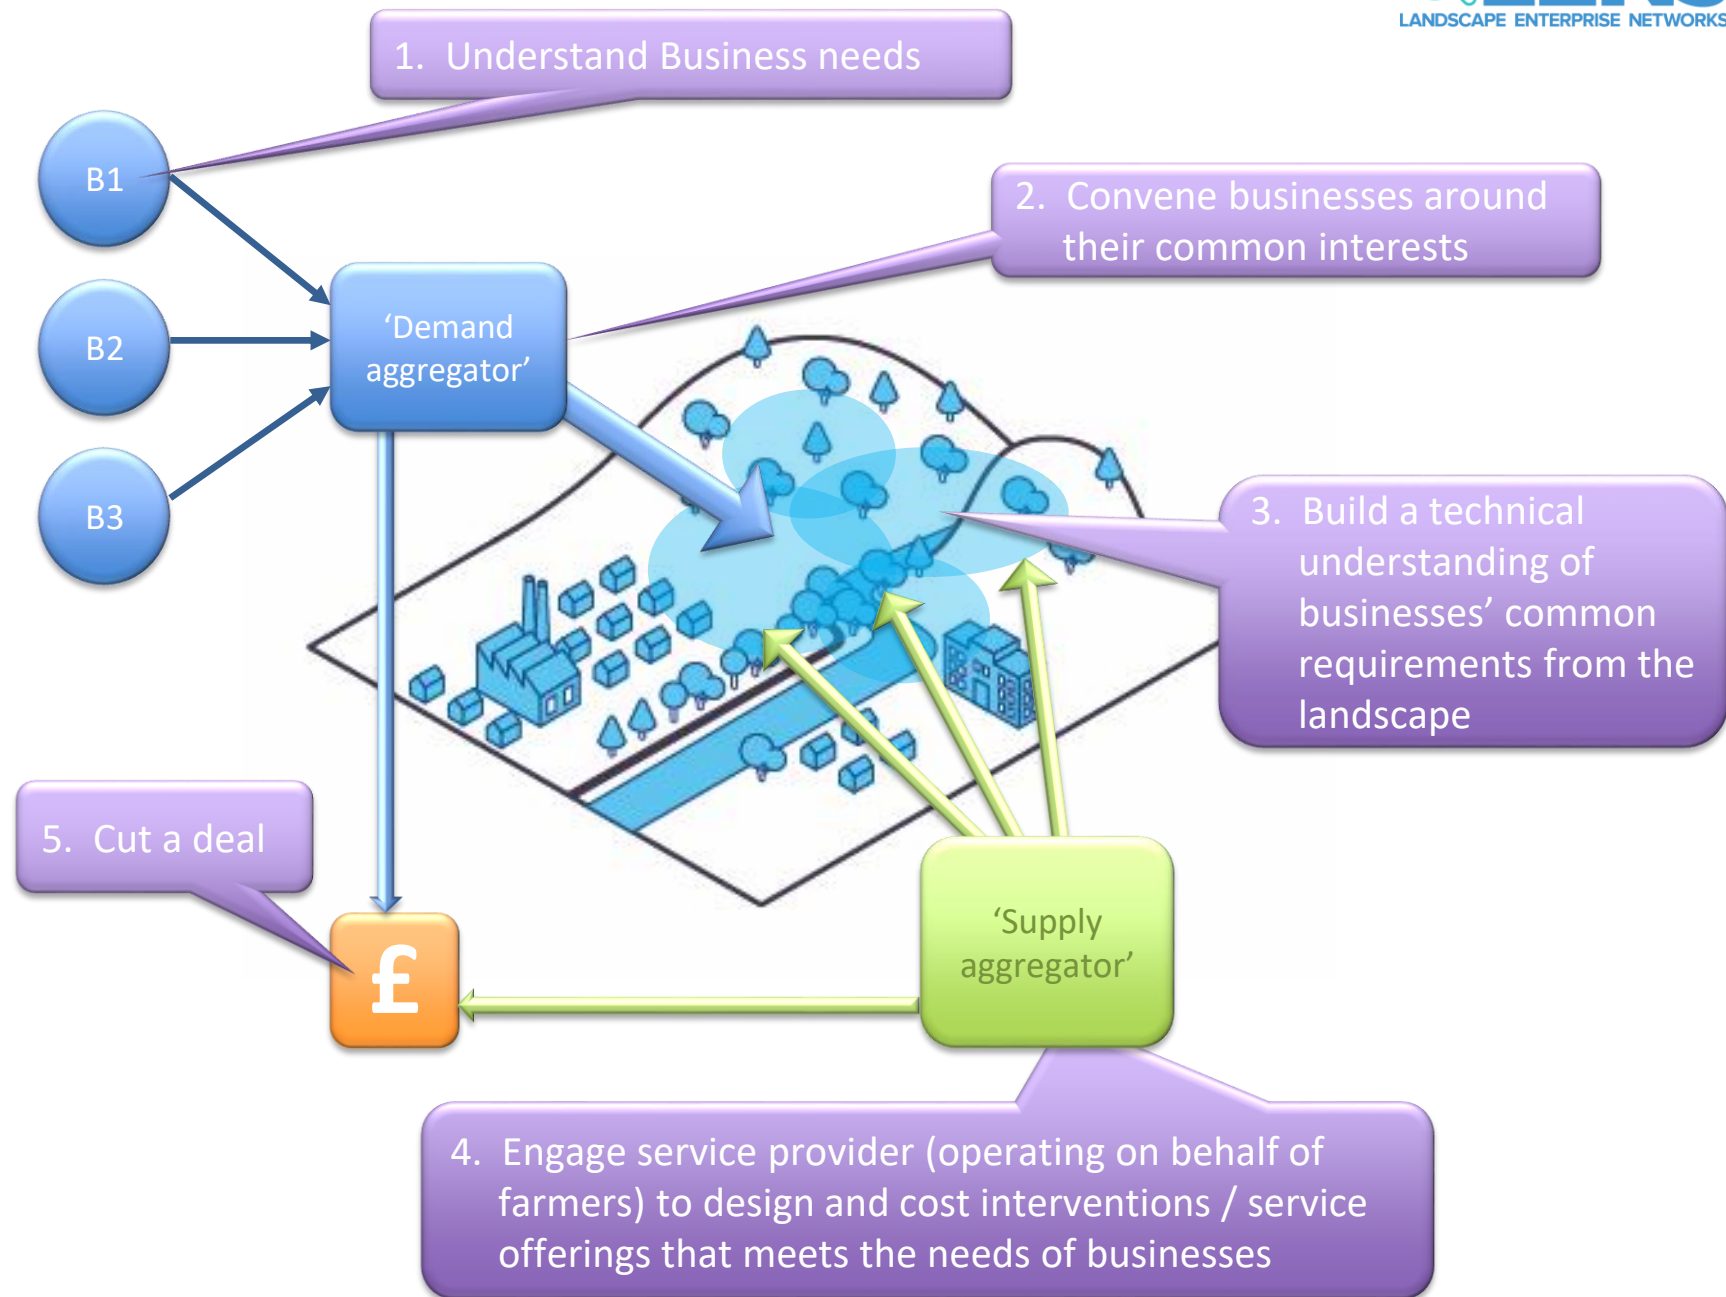 LANDSCAPE ENTERPRISE NETWORKS
1. Understand Business needs
B1
2. Convene businesses around
their common interests
'Demand
aggregator'
B2
B3
3. Build a technical
understanding of
businesses' common
requirements from the
landscape
5. Cut a deal
£
'Supply
aggregator'
4. Engage service provider (operating on behalf of
farmers) to design and cost interventions / service
offerings that meets the needs of businesses